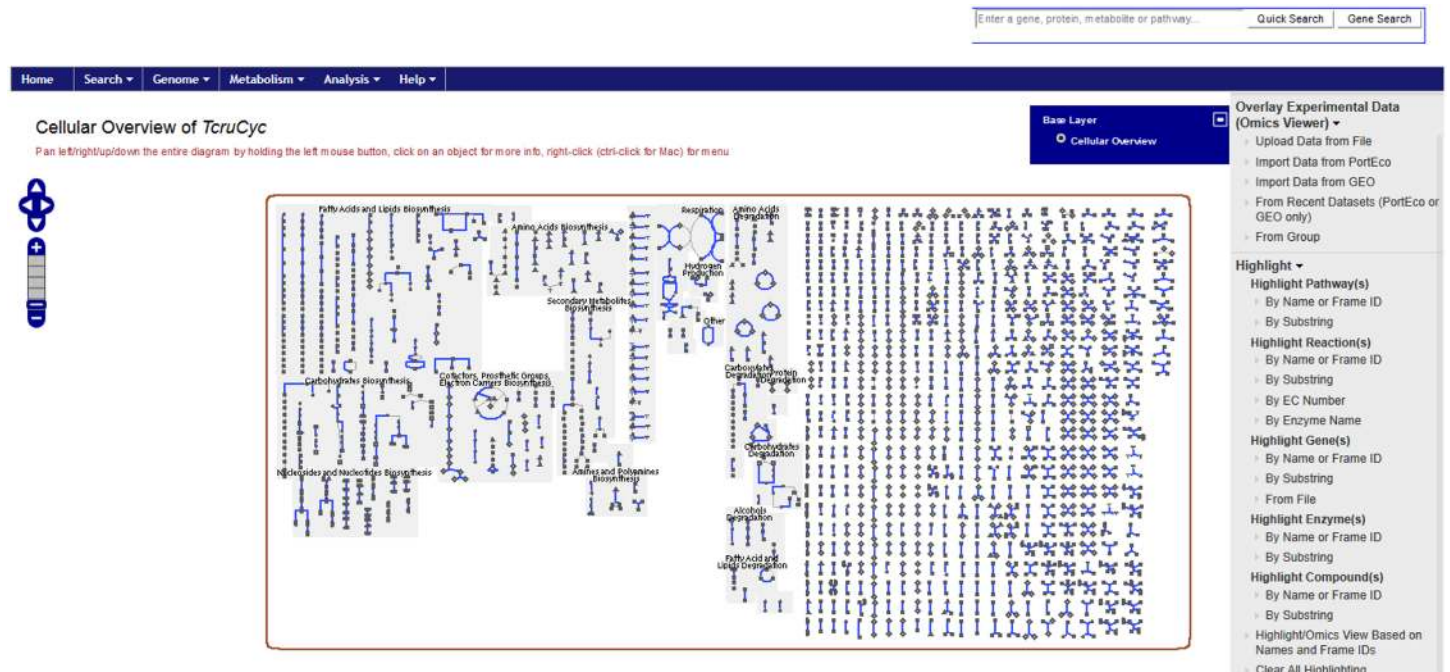 Enter a gene, protein, metabolite or pathway... Quick Search Gene Search
Home Search Genome Metabolism Analysis Help
Cellular Overview of TcruCyc
Pan left/right/up/down the entire diagram by holding the left mouse button, click on an object for more info, right-click (ctrl-click for Mac) for menu
Base Layer
Cellular Overview
Fatty Acids and Lipids Biosynthesis
Amino Acids Biosynthesis
Respiration
Amino Acids
Degradation
Hydrogen
Production
Secondary Metabolites
Biosynthesis
Other
Carbohydrates Biosynthesis
Cofactors, Prosthetic Groups,
Electron Carriers Biosynthesis
Carboxylates
Degradation
Protein
Degradation
Carbohydrates
Degradation
Nucleosides and Nucleotides Biosynthesis
Amines and Polyamines
Biosynthesis
Alcohols
Degradation
Fatty Acid and
Lipids Degradation
Overlay Experimental Data
(Omics Viewer)
Upload Data from File
Import Data from PortEco
Import Data from GEO
From Recent Datasets (PortEco or
GEO only)
From Group
Highlight
Highlight Pathway(s)
By Name or Frame ID
By Substring
Highlight Reaction(s)
By Name or Frame ID
By Substring
By EC Number
By Enzyme Name
Highlight Gene(s)
By Name or Frame ID
By Substring
From File
Highlight Enzyme(s)
By Name or Frame ID
By Substring
Highlight Compound(s)
By Name or Frame ID
By Substring
Highlight/Omics View Based on
Names and Frame IDs
Clear All Highlighting